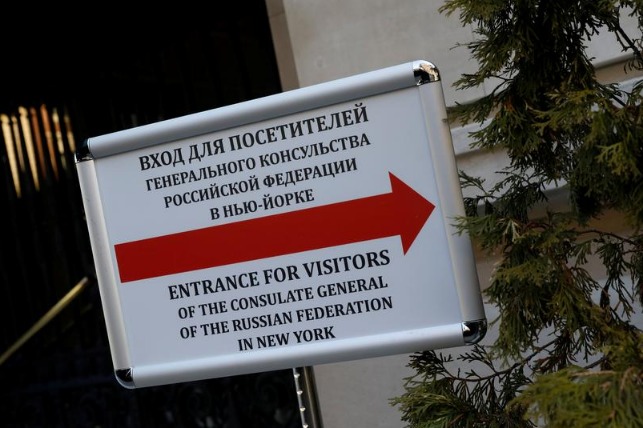 ВХОД ДЛЯ ПОСЕТИТЕЛЕЙ
ГЕНЕРАЛЬНОГО КОНСУЛЬСТВА
РОССИЙСКОЙ ФЕДЕРАЦИИ
В НЬЮ-ЙОРКЕ
ENTRANCE FOR VISITORS
OF THE CONSULATE GENERAL
OF THE RUSSIAN FEDERATION
IN NEW YORK